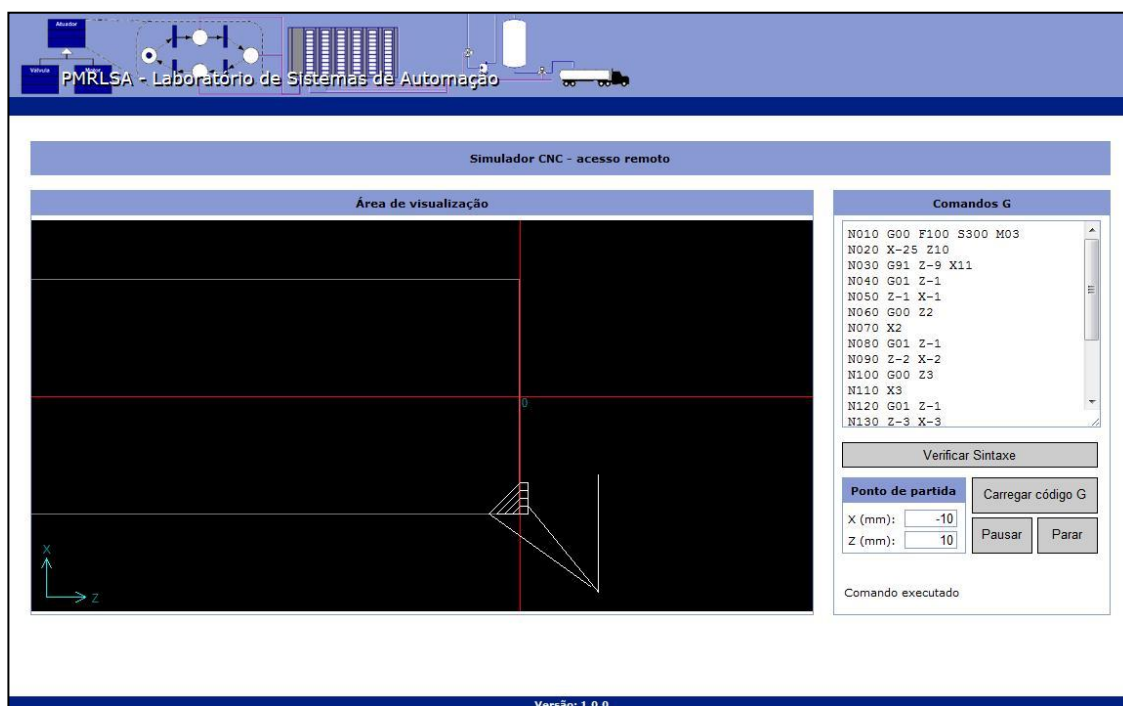 Atuador
Válvula
Motor
PMRLSA - Laboratório de Sistemas de Automação
Simulador CNC - acesso remoto
Área de visualização
0
X
Z
Comandos G
N010 G00 F100 S300 M03
N020 X-25 Z10
N030 G91 Z-9 X11
N040 G01 Z-1
N050 Z-1 X-1
N060 G00 Z2
N070 X2
N080 G01 Z-1
N090 Z-2 X-2
N100 G00 Z3
N110 X3
N120 G01 Z-1
N130 Z-3 X-3
Verificar Sintaxe
Ponto de partida
X (mm): -10
Z (mm): 10
Carregar código G
Pausar
Parar
Comando executado
Versão: 1.0.0